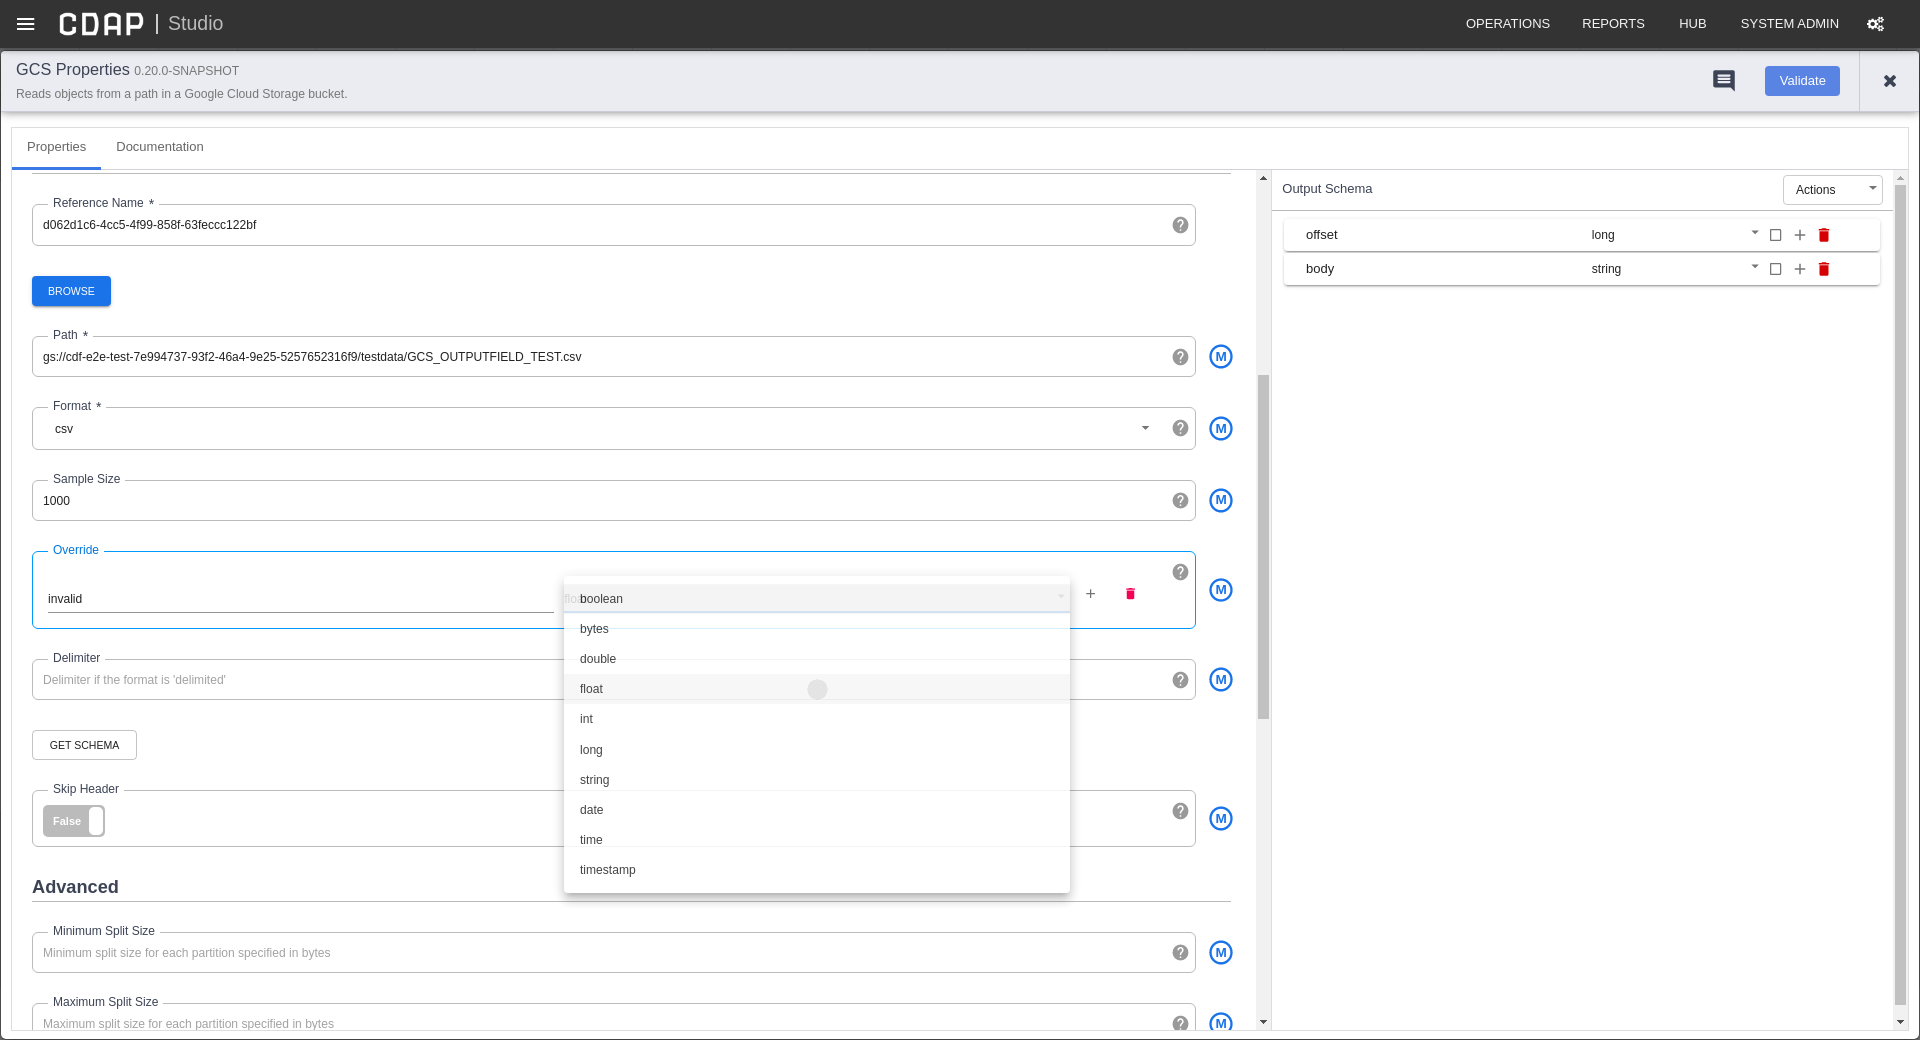 CDAP | Studio
OPERATIONS REPORTS HUB SYSTEM ADMIN
GCS Properties 0.20.0-SNAPSHOT
Reads objects from a path in a Google Cloud Storage bucket.
Validate
Properties Documentation
Reference Name *
d062d1c6-4cc5-4f99-858f-63feccc122bf
BROWSE
Path *
gs://cdf-e2e-test-7e994737-93f2-46a4-9e25-5257652316f9/testdata/GCS_OUTPUTFIELD_TEST.csv
M
Format *
csv
M
Sample Size
1000
M
Override
invalid
M
boolean
bytes
double
float
int
long
string
date
time
timestamp
Delimiter
Delimiter if the format is 'delimited'
M
GET SCHEMA
Skip Header
False
M
Advanced
Minimum Split Size
Minimum split size for each partition specified in bytes
M
Maximum Split Size
Maximum split size for each partition specified in bytes
M
Output Schema
Actions
offset long
body string